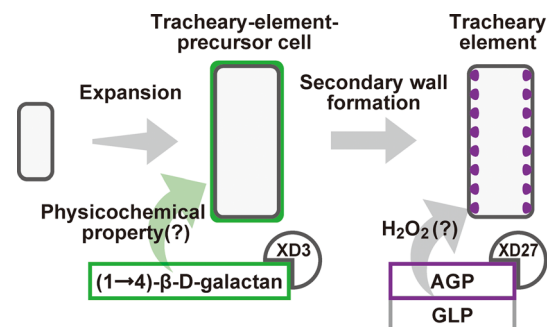 Tracheary-element-
precursor cell
Tracheary
element
Expansion
Secondary wall
formation
Physicochemical
property(?)
H₂O₂(?)
XD3
(1→4)-β-D-galactan
XD27
AGP
GLP